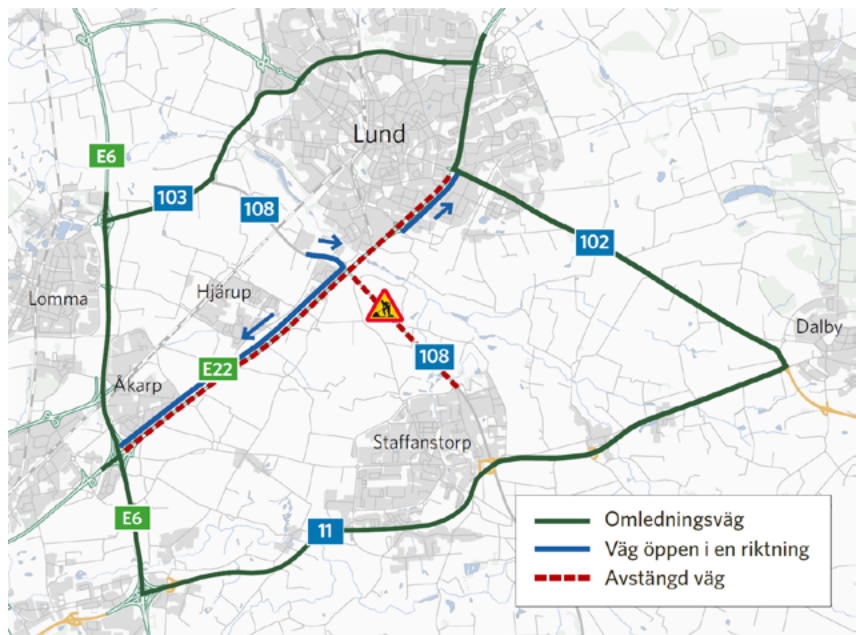 Lund
E6
103
108
102
Lomma
Hjärup
Dalby
E22
108
Åkarp
Staffanstorp
E6
11
Omledningsväg
Väg öppen i en riktning
Avstängd väg